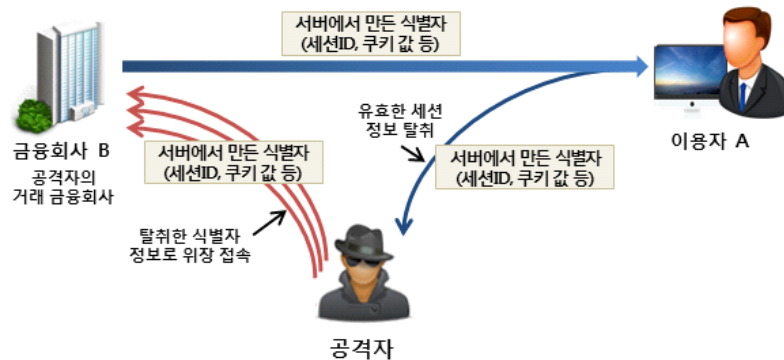 서버에서 만든 식별자
(세션ID, 쿠키 값 등)
유효한 세션
정보 탈취
금융회사 B
공격자의
거래 금융회사
서버에서 만든 식별자
(세션ID, 쿠키 값 등)
서버에서 만든 식별자
(세션ID, 쿠키 값 등)
이용자 A
탈취한 식별자
정보로 위장 접속
공격자